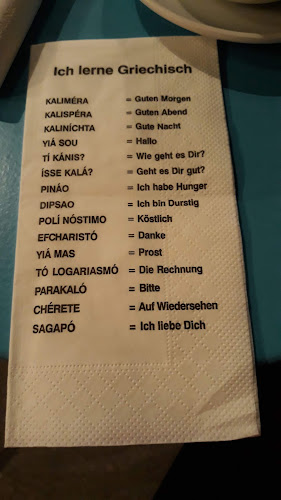 Ich lerne Griechisch
KALIMÉRA = Guten Morgen
KALISPÉRA = Guten Abend
KALINÍCHTA = Gute Nacht
YIÁ SOU = Hallo
TÍ KÁNIS? = Wie geht es Dir?
ÍSSE KALÁ? = Geht es Dir gut?
PINÁO = Ich habe Hunger
DIPSAO = Ich bin Durstig
POLÍ NÓSTIMO = Köstlich
EFCHARISTÓ = Danke
YIÁ MAS = Prost
TÓ LOGARIASMÓ = Die Rechnung
PARAKALÓ = Bitte
CHÉRETE = Auf Wiedersehen
SAGAPÓ = Ich liebe Dich